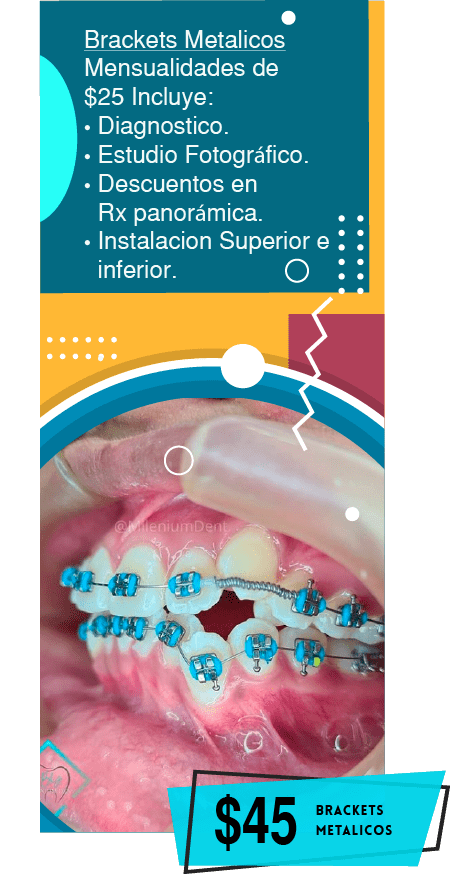 Brackets Metalicos
Mensualidades de
$25 Incluye:
• Diagnostico.
• Estudio Fotográfico.
• Descuentos en
Rx panorámica.
• Instalacion Superior e
inferior.
@MileniumDent
$45
BRACKETS
METALICOS